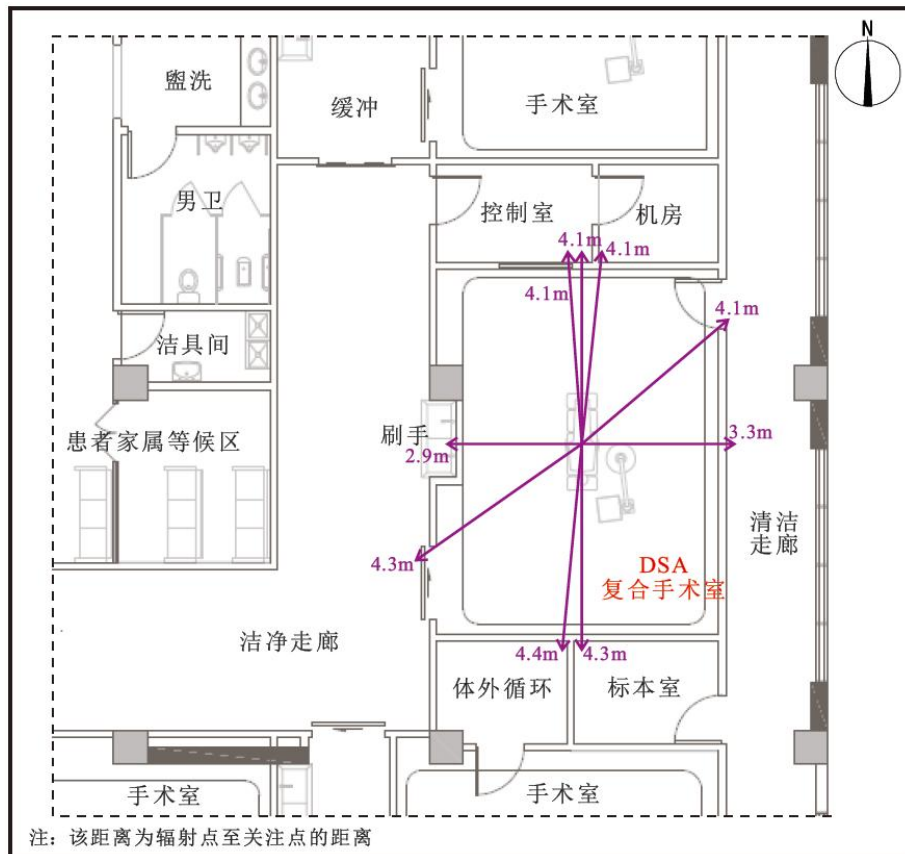 N
盥洗
缓冲
手术室
男卫
控制室
机房
4.1m
4.1m
4.1m
4.1m
洁具间
患者家属等候区
刷手
2.9m
3.3m
清洁
走廊
4.3m
DSA
复合手术室
洁净走廊
4.4m
4.3m
体外循环
标本室
手术室
手术室
注：该距离为辐射点至关注点的距离